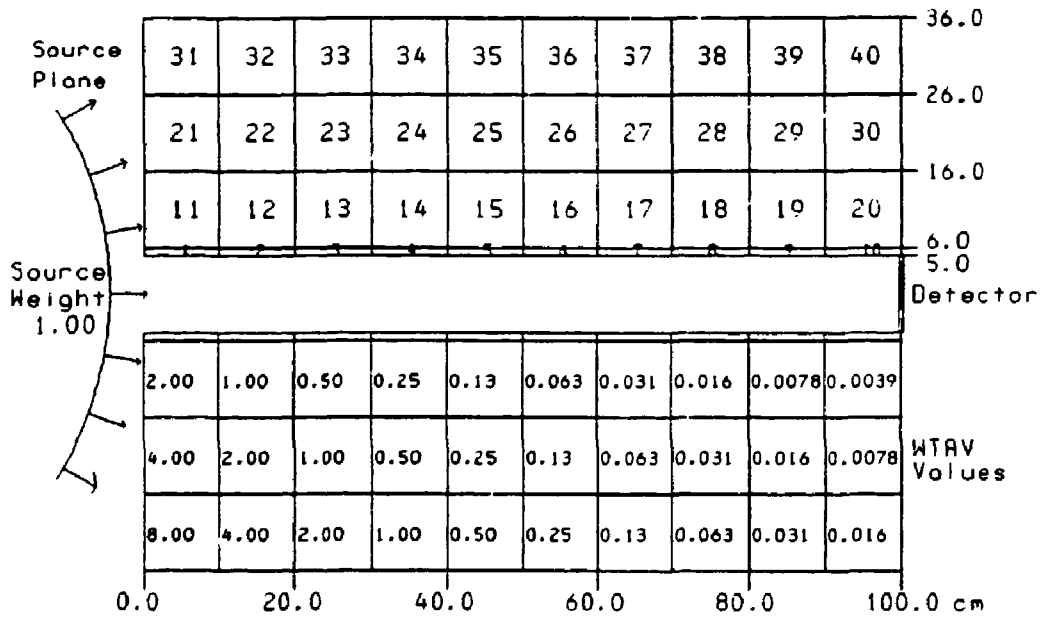 36.0
Source
Plane
31 32 33 34 35 36 37 38 39 40
26.0
21 22 23 24 25 26 27 28 29 30
16.0
11 12 13 14 15 16 17 18 19 20
6.0
5.0
Source
Weight
1.00
Detector
2.00 1.00 0.50 0.25 0.13 0.063 0.031 0.016 0.0078 0.0039
4.00 2.00 1.00 0.50 0.25 0.13 0.063 0.031 0.016 0.0078
WTAV
Values
8.00 4.00 2.00 1.00 0.50 0.25 0.13 0.063 0.031 0.016
0.0 20.0 40.0 60.0 80.0 100.0 cm